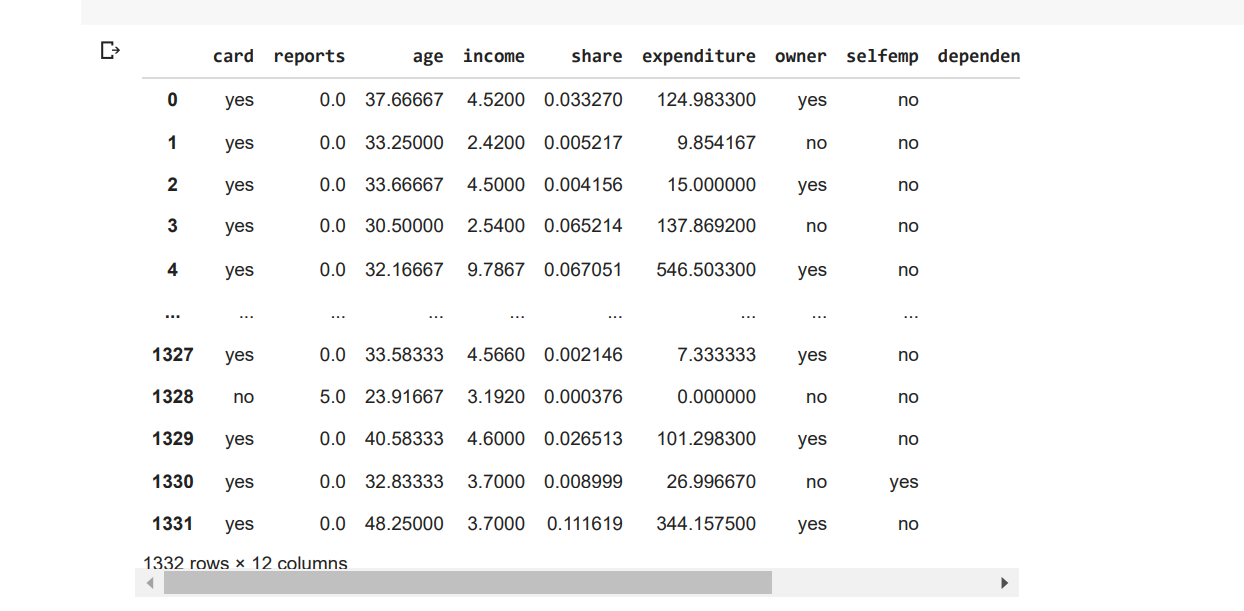 card reports age income share expenditure owner selfemp dependen
0 yes 0.0 37.66667 4.5200 0.033270 124.983300 yes no
1 yes 0.0 33.25000 2.4200 0.005217 9.854167 no no
2 yes 0.0 33.66667 4.5000 0.004156 15.000000 yes no
3 yes 0.0 30.50000 2.5400 0.065214 137.869200 no no
4 yes 0.0 32.16667 9.7867 0.067051 546.503300 yes no
... ... ... ... ... ... ... ... ...
1327 yes 0.0 33.58333 4.5660 0.002146 7.333333 yes no
1328 no 5.0 23.91667 3.1920 0.000376 0.000000 no no
1329 yes 0.0 40.58333 4.6000 0.026513 101.298300 yes no
1330 yes 0.0 32.83333 3.7000 0.008999 26.996670 no yes
1331 yes 0.0 48.25000 3.7000 0.111619 344.157500 yes no
1332 rows × 12 columns